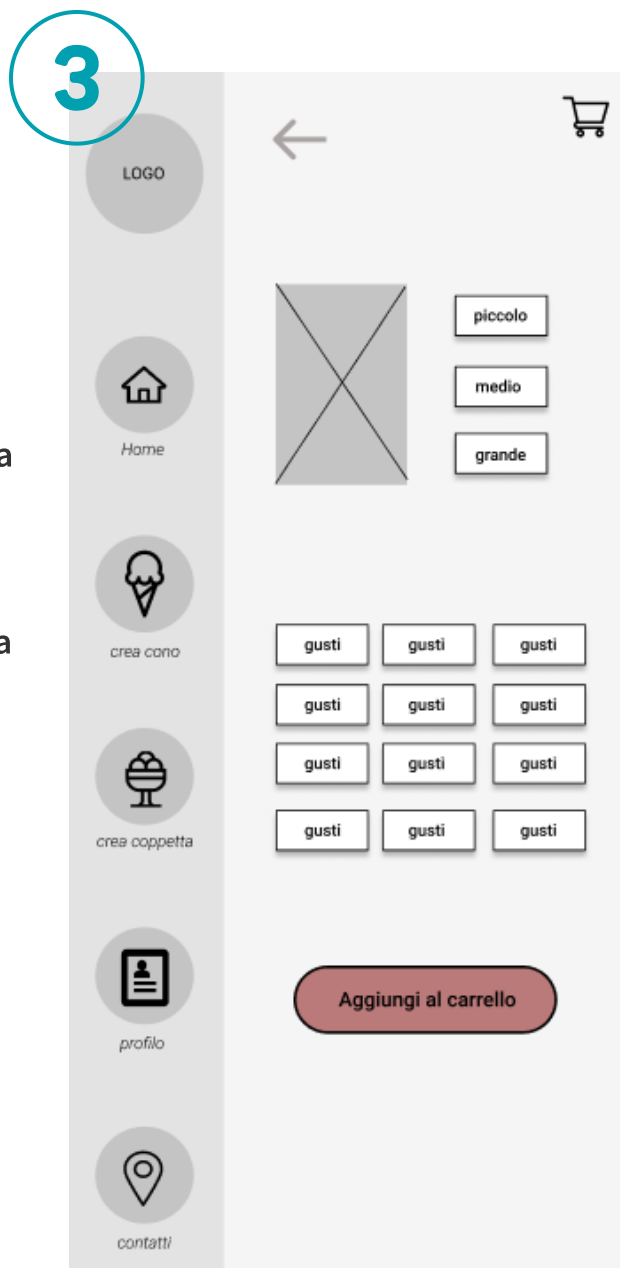 3
LOGO
Home
a
crea cono
a
crea coppetta
profilo
contatti
piccolo
medio
grande
gusti gusti gusti
gusti gusti gusti
gusti gusti gusti
gusti gusti gusti
Aggiungi al carrello